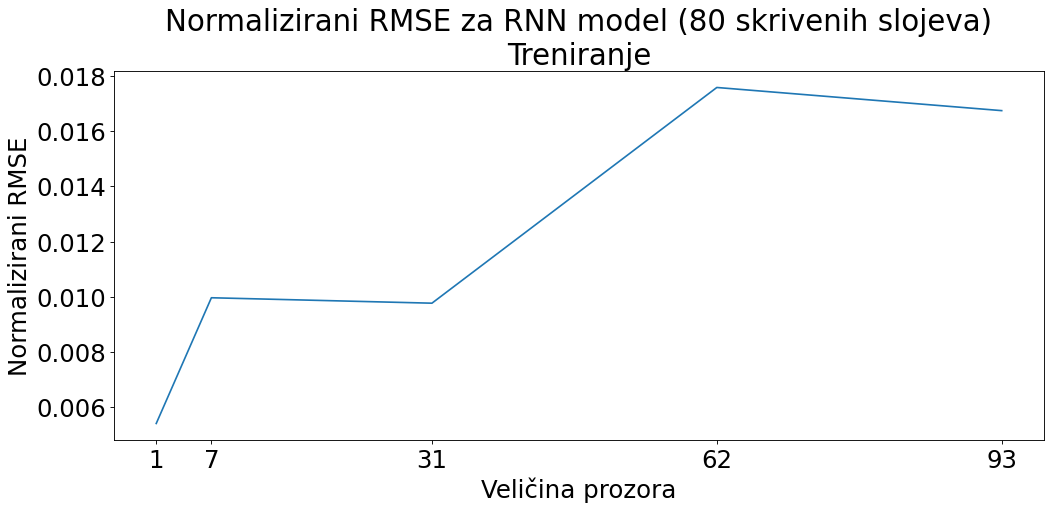 Normalizirani RMSE za RNN model (80 skrivenih slojeva)
Treniranje
Normalizirani RMSE
0.018
0.016
0.014
0.012
0.010
0.008
0.006
1 7 31 62 93
Veličina prozora